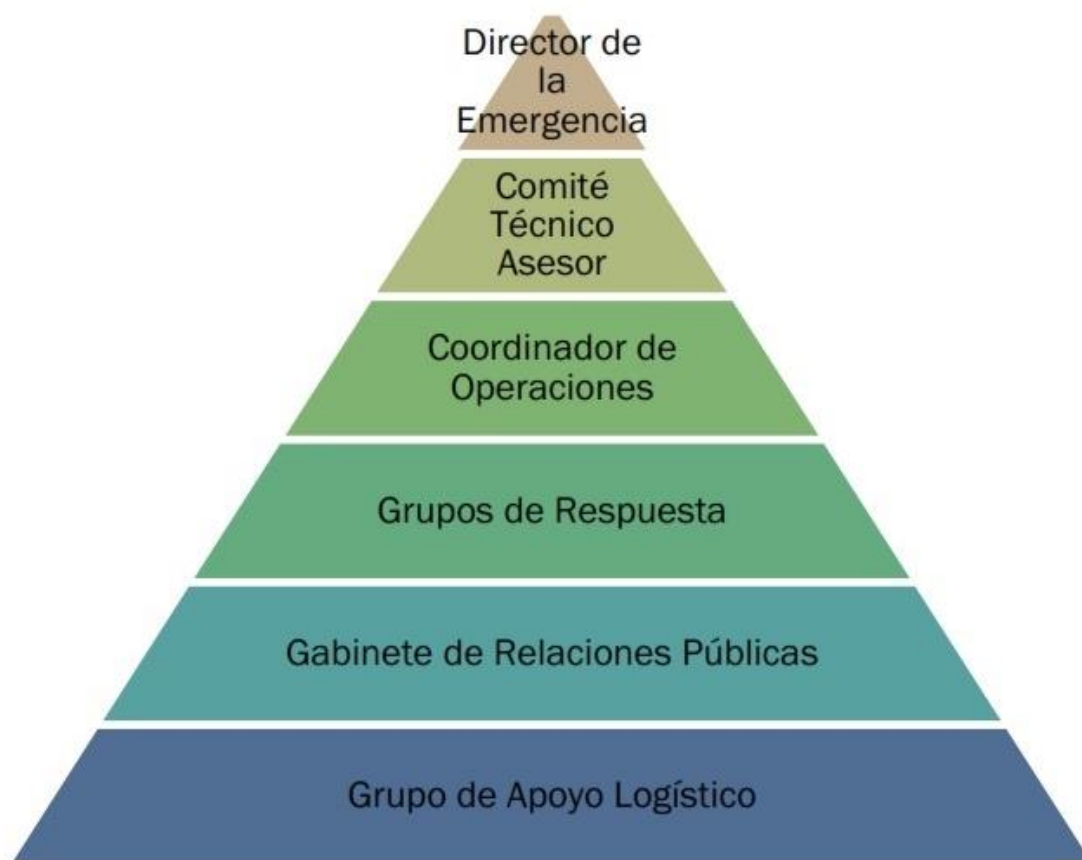 Director de
la
Emergencia
Comité
Técnico
Asesor
Coordinador de
Operaciones
Grupos de Respuesta
Gabinete de Relaciones Públicas
Grupo de Apoyo Logístico